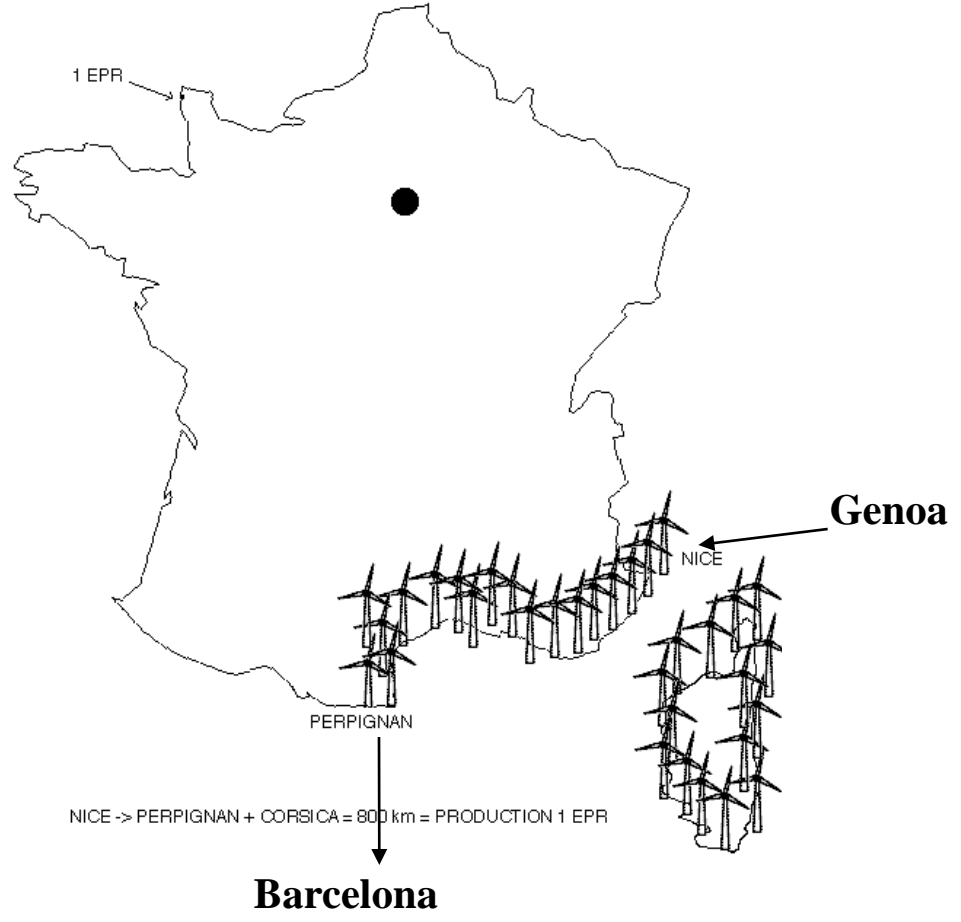 1 EPR
Genoa
NICE
PERPIGNAN
NICE -> PERPIGNAN + CORSICA = 800 km = PRODUCTION 1 EPR
Barcelona